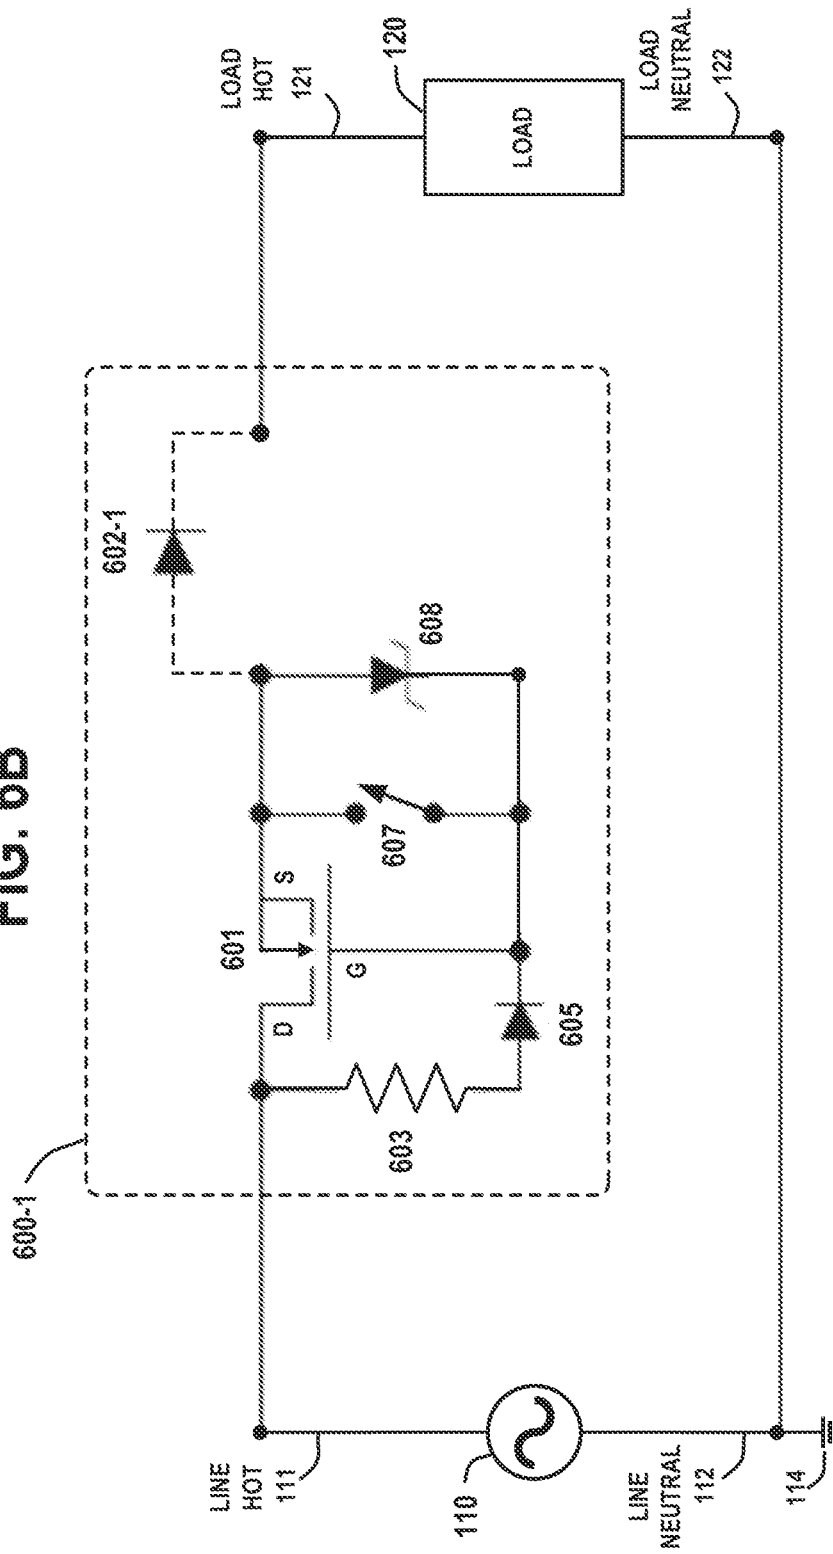 FIG. 6B
600-1
LINE
HOT
111
110
LINE
NEUTRAL
112
114
603
605
D
G
S
601
607
608
602-1
LOAD
HOT
121
120
LOAD
LOAD
NEUTRAL
122